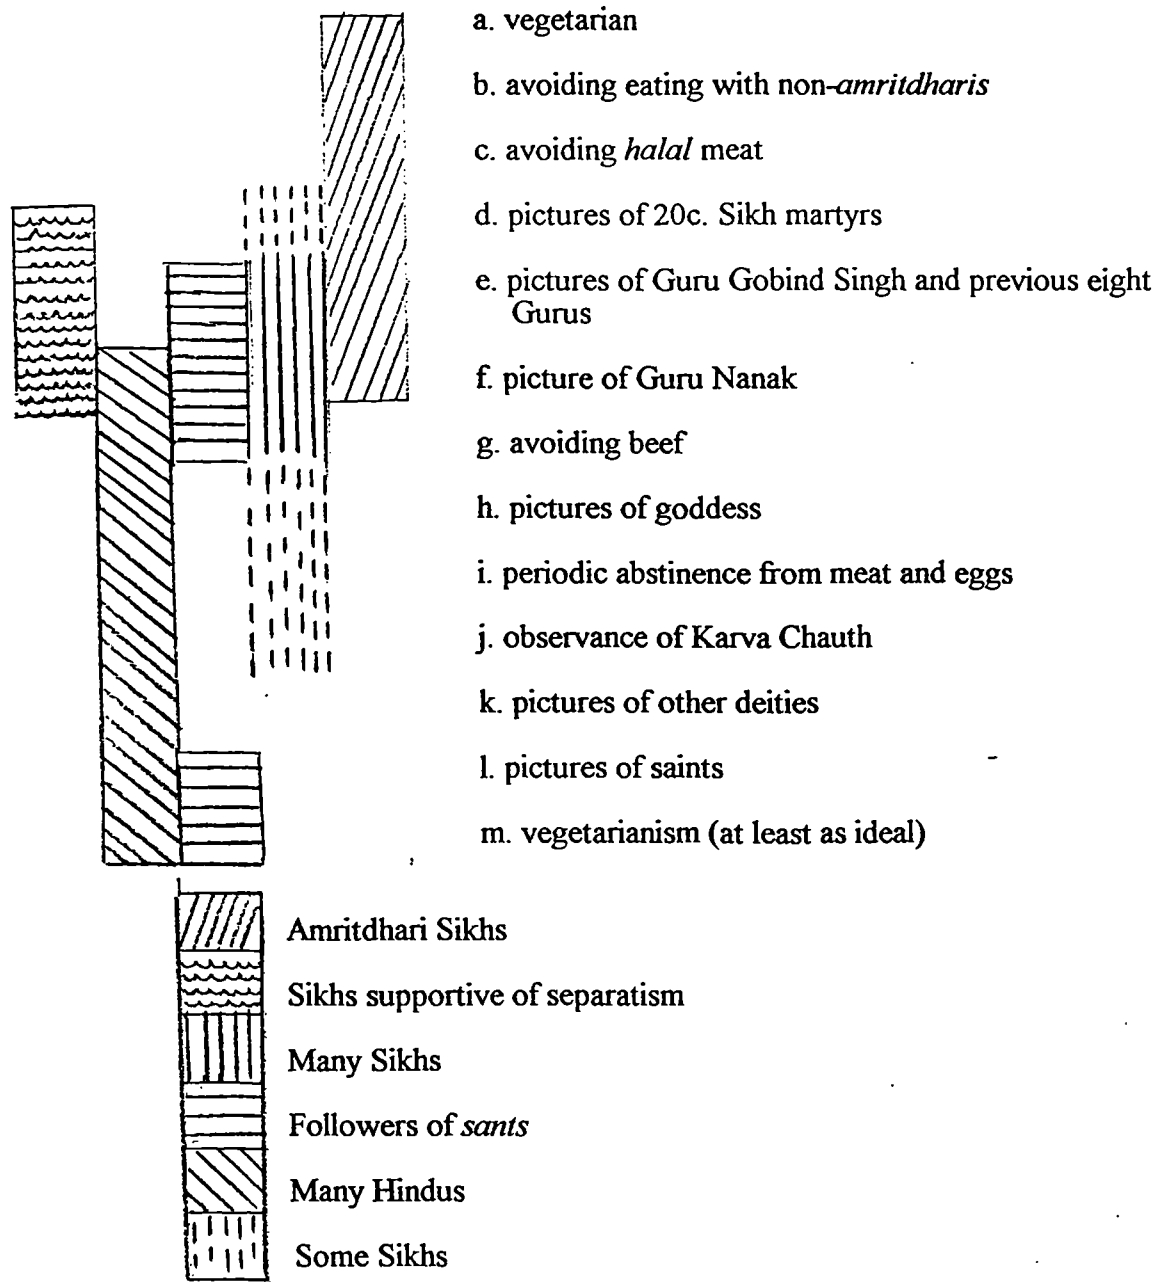 a. vegetarian
b. avoiding eating with non-amritdharis
c. avoiding halal meat
d. pictures of 20c. Sikh martyrs
e. pictures of Guru Gobind Singh and previous eight
Gurus
f. picture of Guru Nanak
g. avoiding beef
h. pictures of goddess
i. periodic abstinence from meat and eggs
j. observance of Karva Chauth
k. pictures of other deities
l. pictures of saints
m. vegetarianism (at least as ideal)
Amritdhari Sikhs
Sikhs supportive of separatism
Many Sikhs
Followers of sants
Many Hindus
Some Sikhs